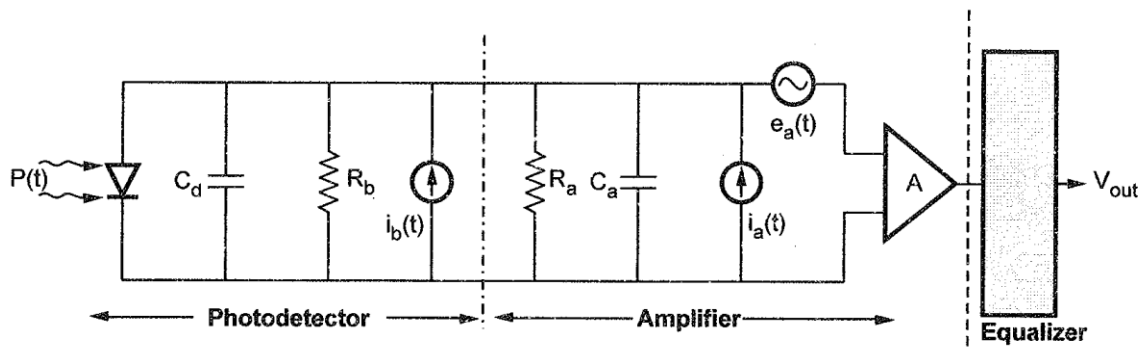 P(t)
C_d
R_b
i_b(t)
R_a
C_a
i_a(t)
e_a(t)
A
V_out
Photodetector
Amplifier
Equalizer